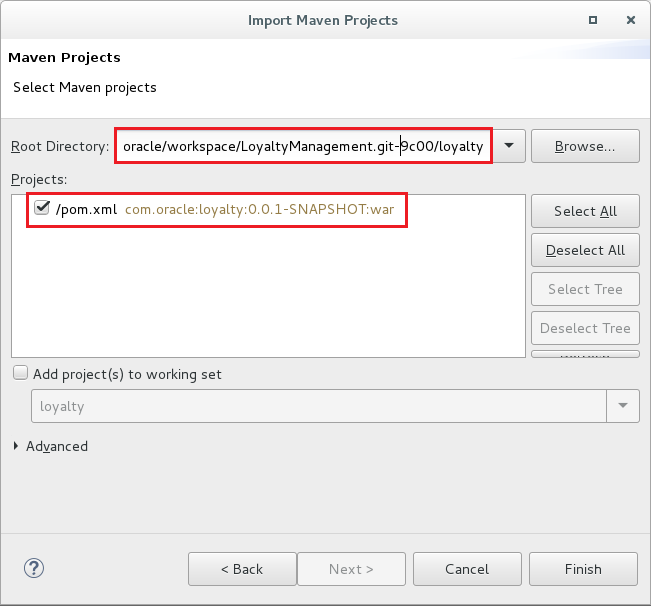 Import Maven Projects
Maven Projects
Select Maven projects
Root Directory: oracle/workspace/LoyaltyManagement.git-9c00/loyalty Browse...
Projects:
/pom.xml com.oracle:loyalty:0.0.1-SNAPSHOT:war
Select All
Deselect All
Select Tree
Deselect Tree
Add project(s) to working set
loyalty
Advanced
< Back Next > Cancel Finish